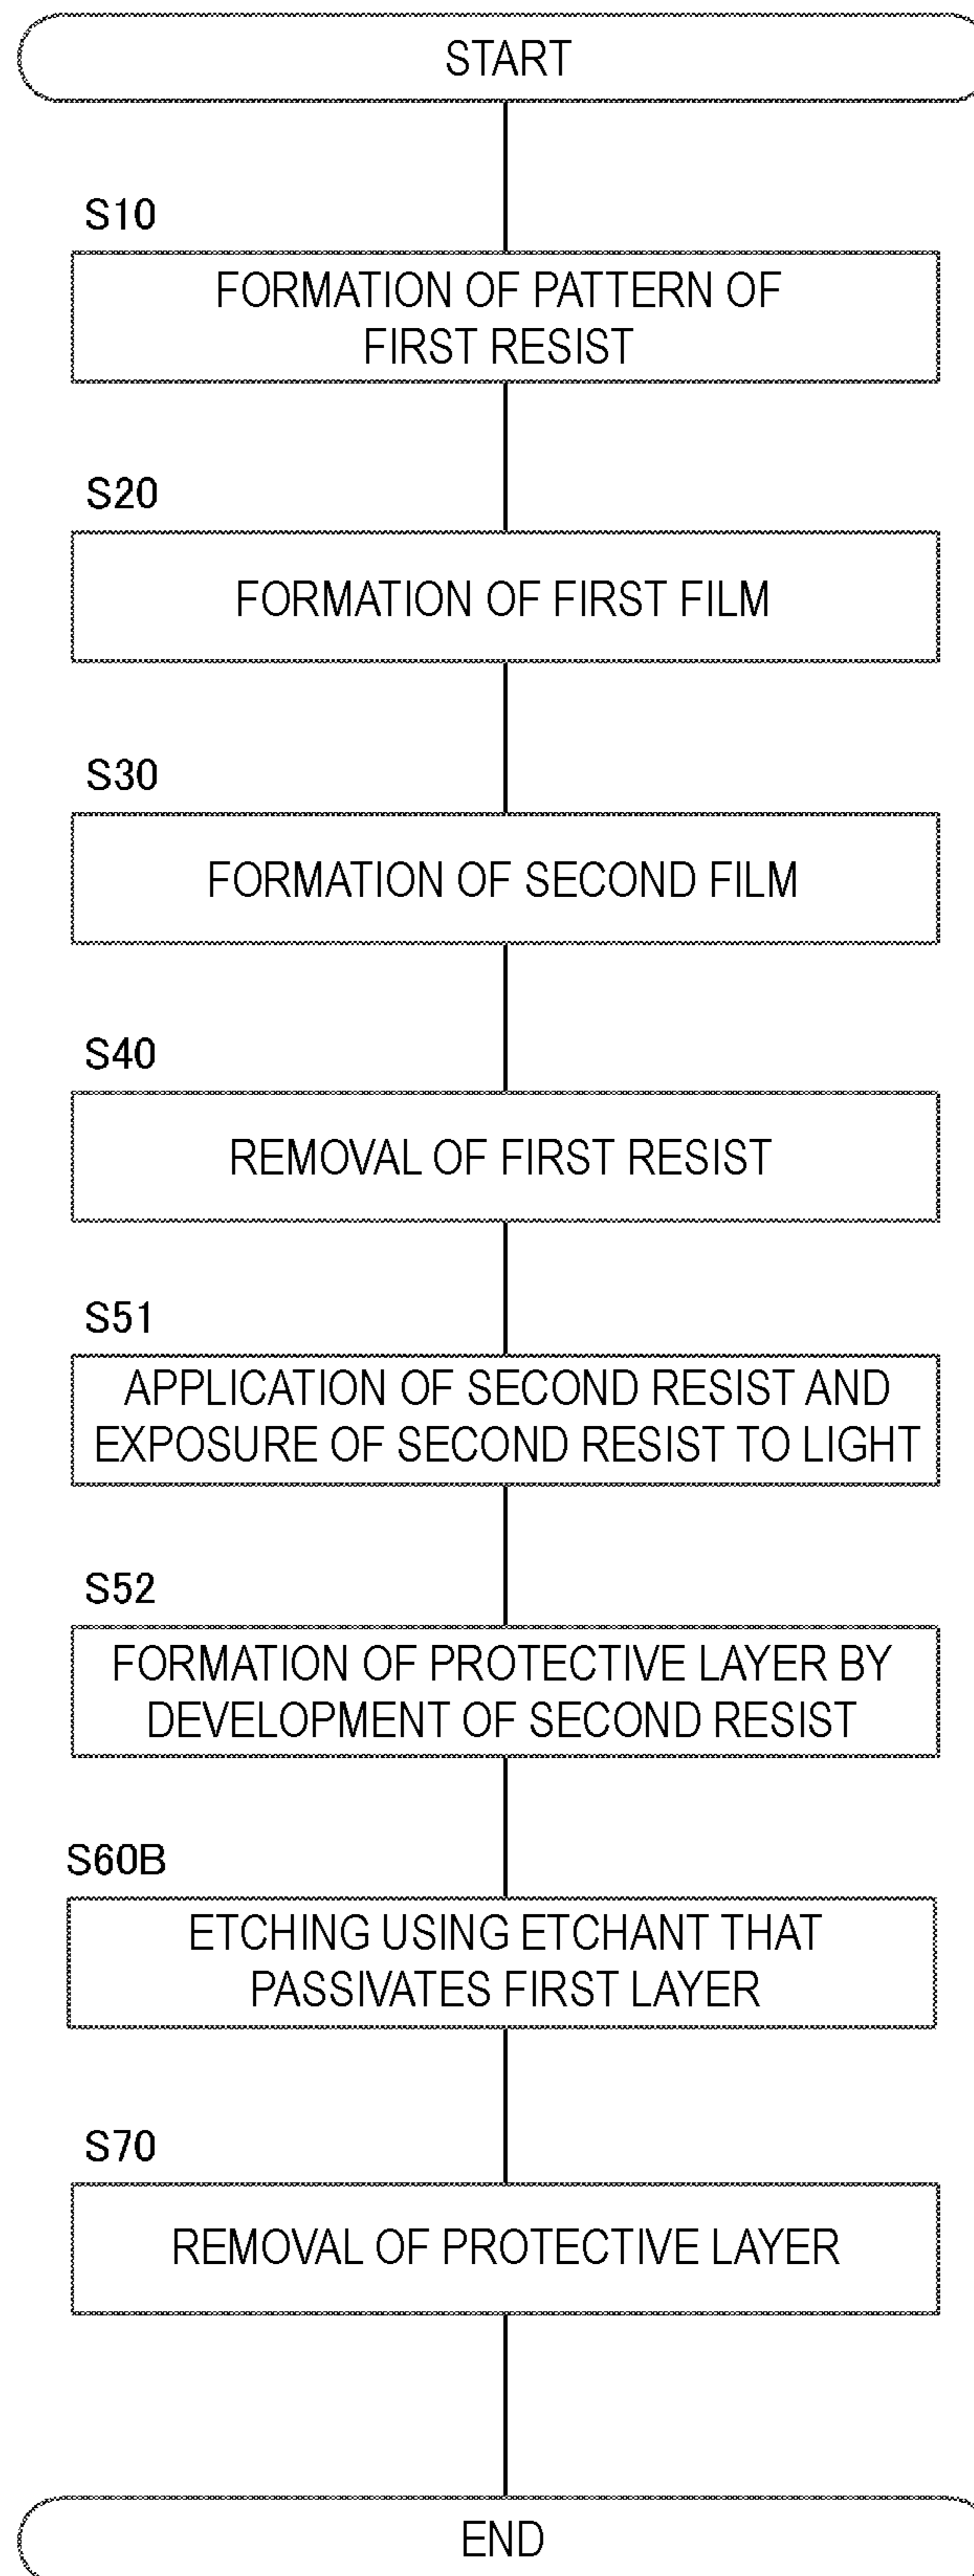 START
S10
FORMATION OF PATTERN OF
FIRST RESIST
S20
FORMATION OF FIRST FILM
S30
FORMATION OF SECOND FILM
S40
REMOVAL OF FIRST RESIST
S51
APPLICATION OF SECOND RESIST AND
EXPOSURE OF SECOND RESIST TO LIGHT
S52
FORMATION OF PROTECTIVE LAYER BY
DEVELOPMENT OF SECOND RESIST
S60B
ETCHING USING ETCHANT THAT
PASSIVATES FIRST LAYER
S70
REMOVAL OF PROTECTIVE LAYER
END